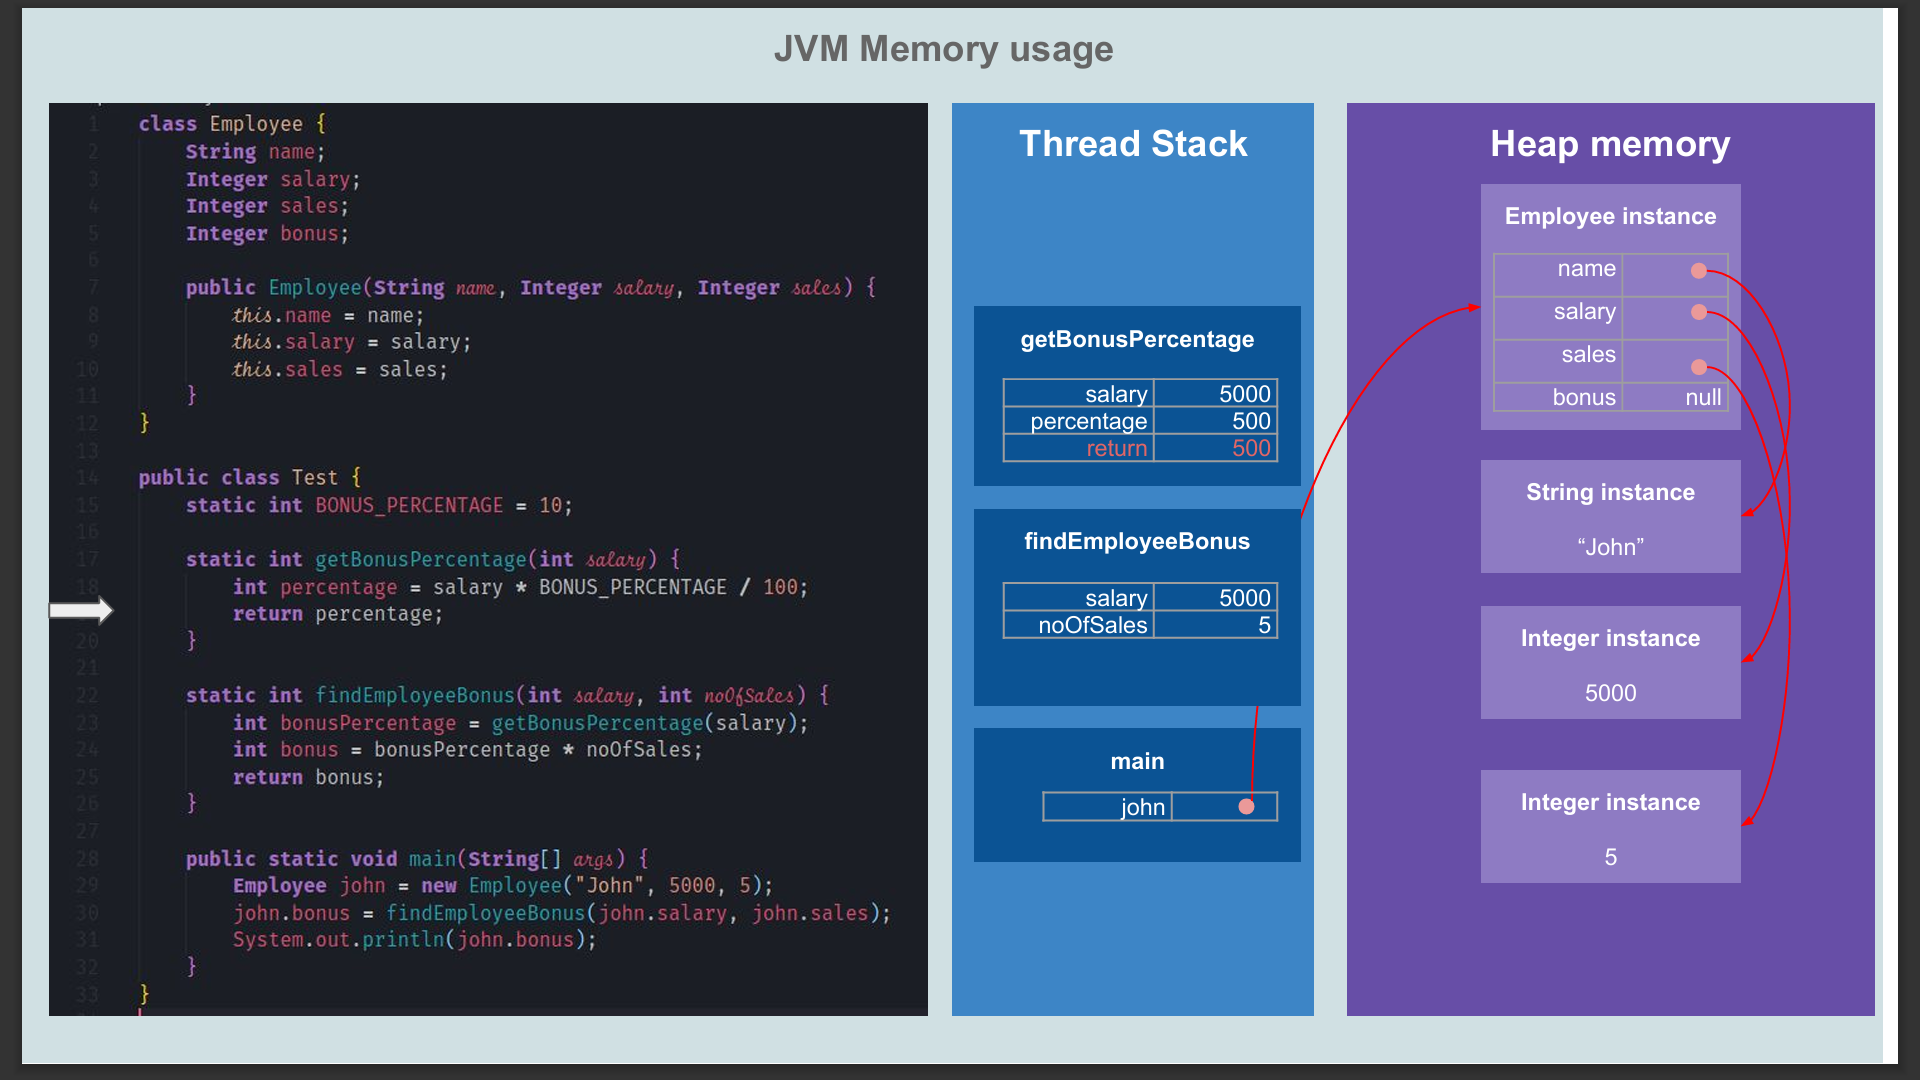 JVM Memory usage
1 class Employee {
2 String name;
3 Integer salary;
4 Integer sales;
5 Integer bonus;
6
7 public Employee(String name, Integer salary, Integer sales) {
8 this.name = name;
9 this.salary = salary;
10 this.sales = sales;
11 }
12 }
13
14 public class Test {
15 static int BONUS_PERCENTAGE = 10;
16
17 static int getBonusPercentage(int salary) {
18 int percentage = salary * BONUS_PERCENTAGE / 100;
return percentage;
20 }
21
22 static int findEmployeeBonus(int salary, int noOfSales) {
23 int bonusPercentage = getBonusPercentage(salary);
24 int bonus = bonusPercentage * noOfSales;
25 return bonus;
26 }
27
28 public static void main(String[] args) {
29 Employee john = new Employee("John", 5000, 5);
30 john.bonus = findEmployeeBonus(john.salary, john.sales);
31 System.out.println(john.bonus);
32 }
33 }
Thread Stack
getBonusPercentage
salary 5000
percentage 500
return 500
findEmployeeBonus
salary 5000
noOfSales 5
main
john
Heap memory
Employee instance
name
salary
sales
bonus null
String instance
“John”
Integer instance
5000
Integer instance
5